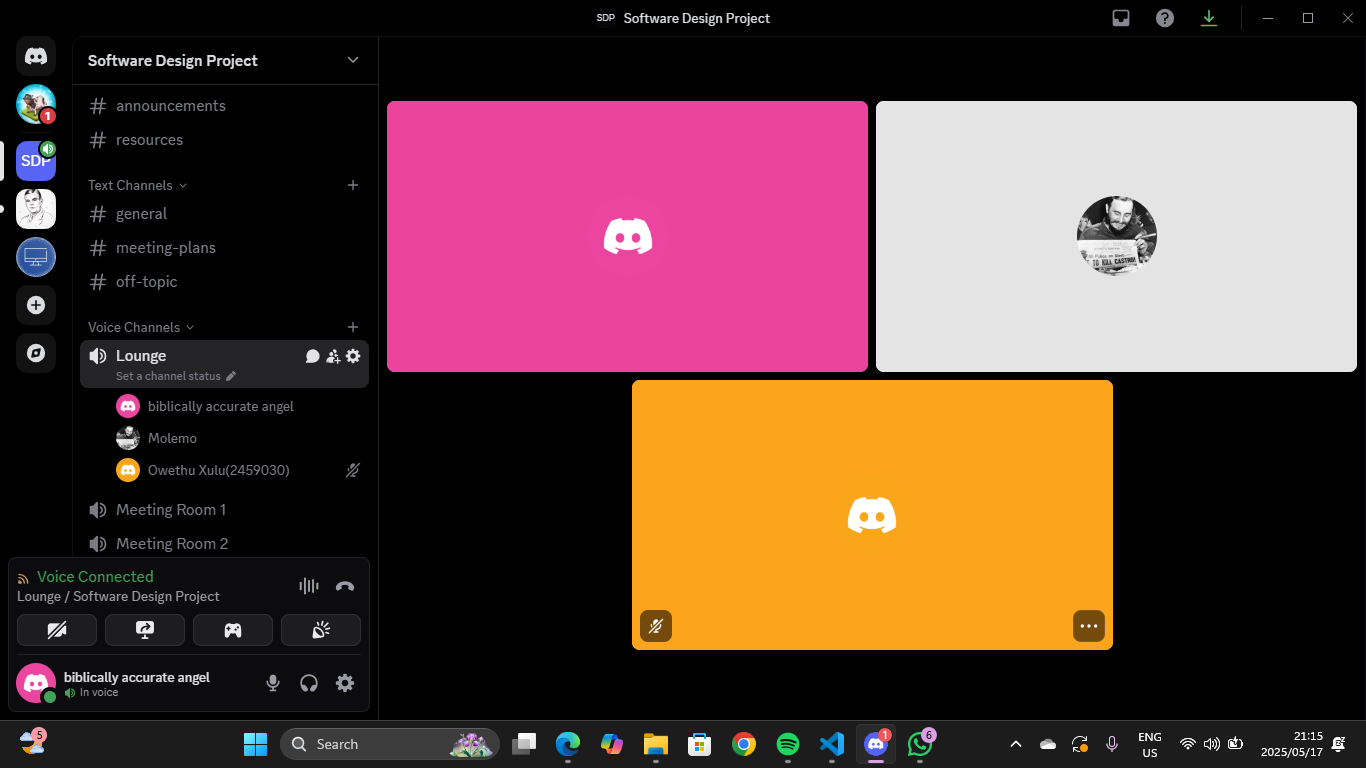 SDP Software Design Project
Software Design Project
1
announcements
resources
SDP
Text Channels
general
meeting-plans
off-topic
Voice Channels
Lounge
Set a channel status
biblically accurate angel
Molemo
Owethu Xulu(2459030)
Meeting Room 1
Meeting Room 2
Voice Connected
Lounge / Software Design Project
biblically accurate angel
In voice
TO KILL CASTRO!
5
Search
1
6
ENG
US
21:15
2025/05/17